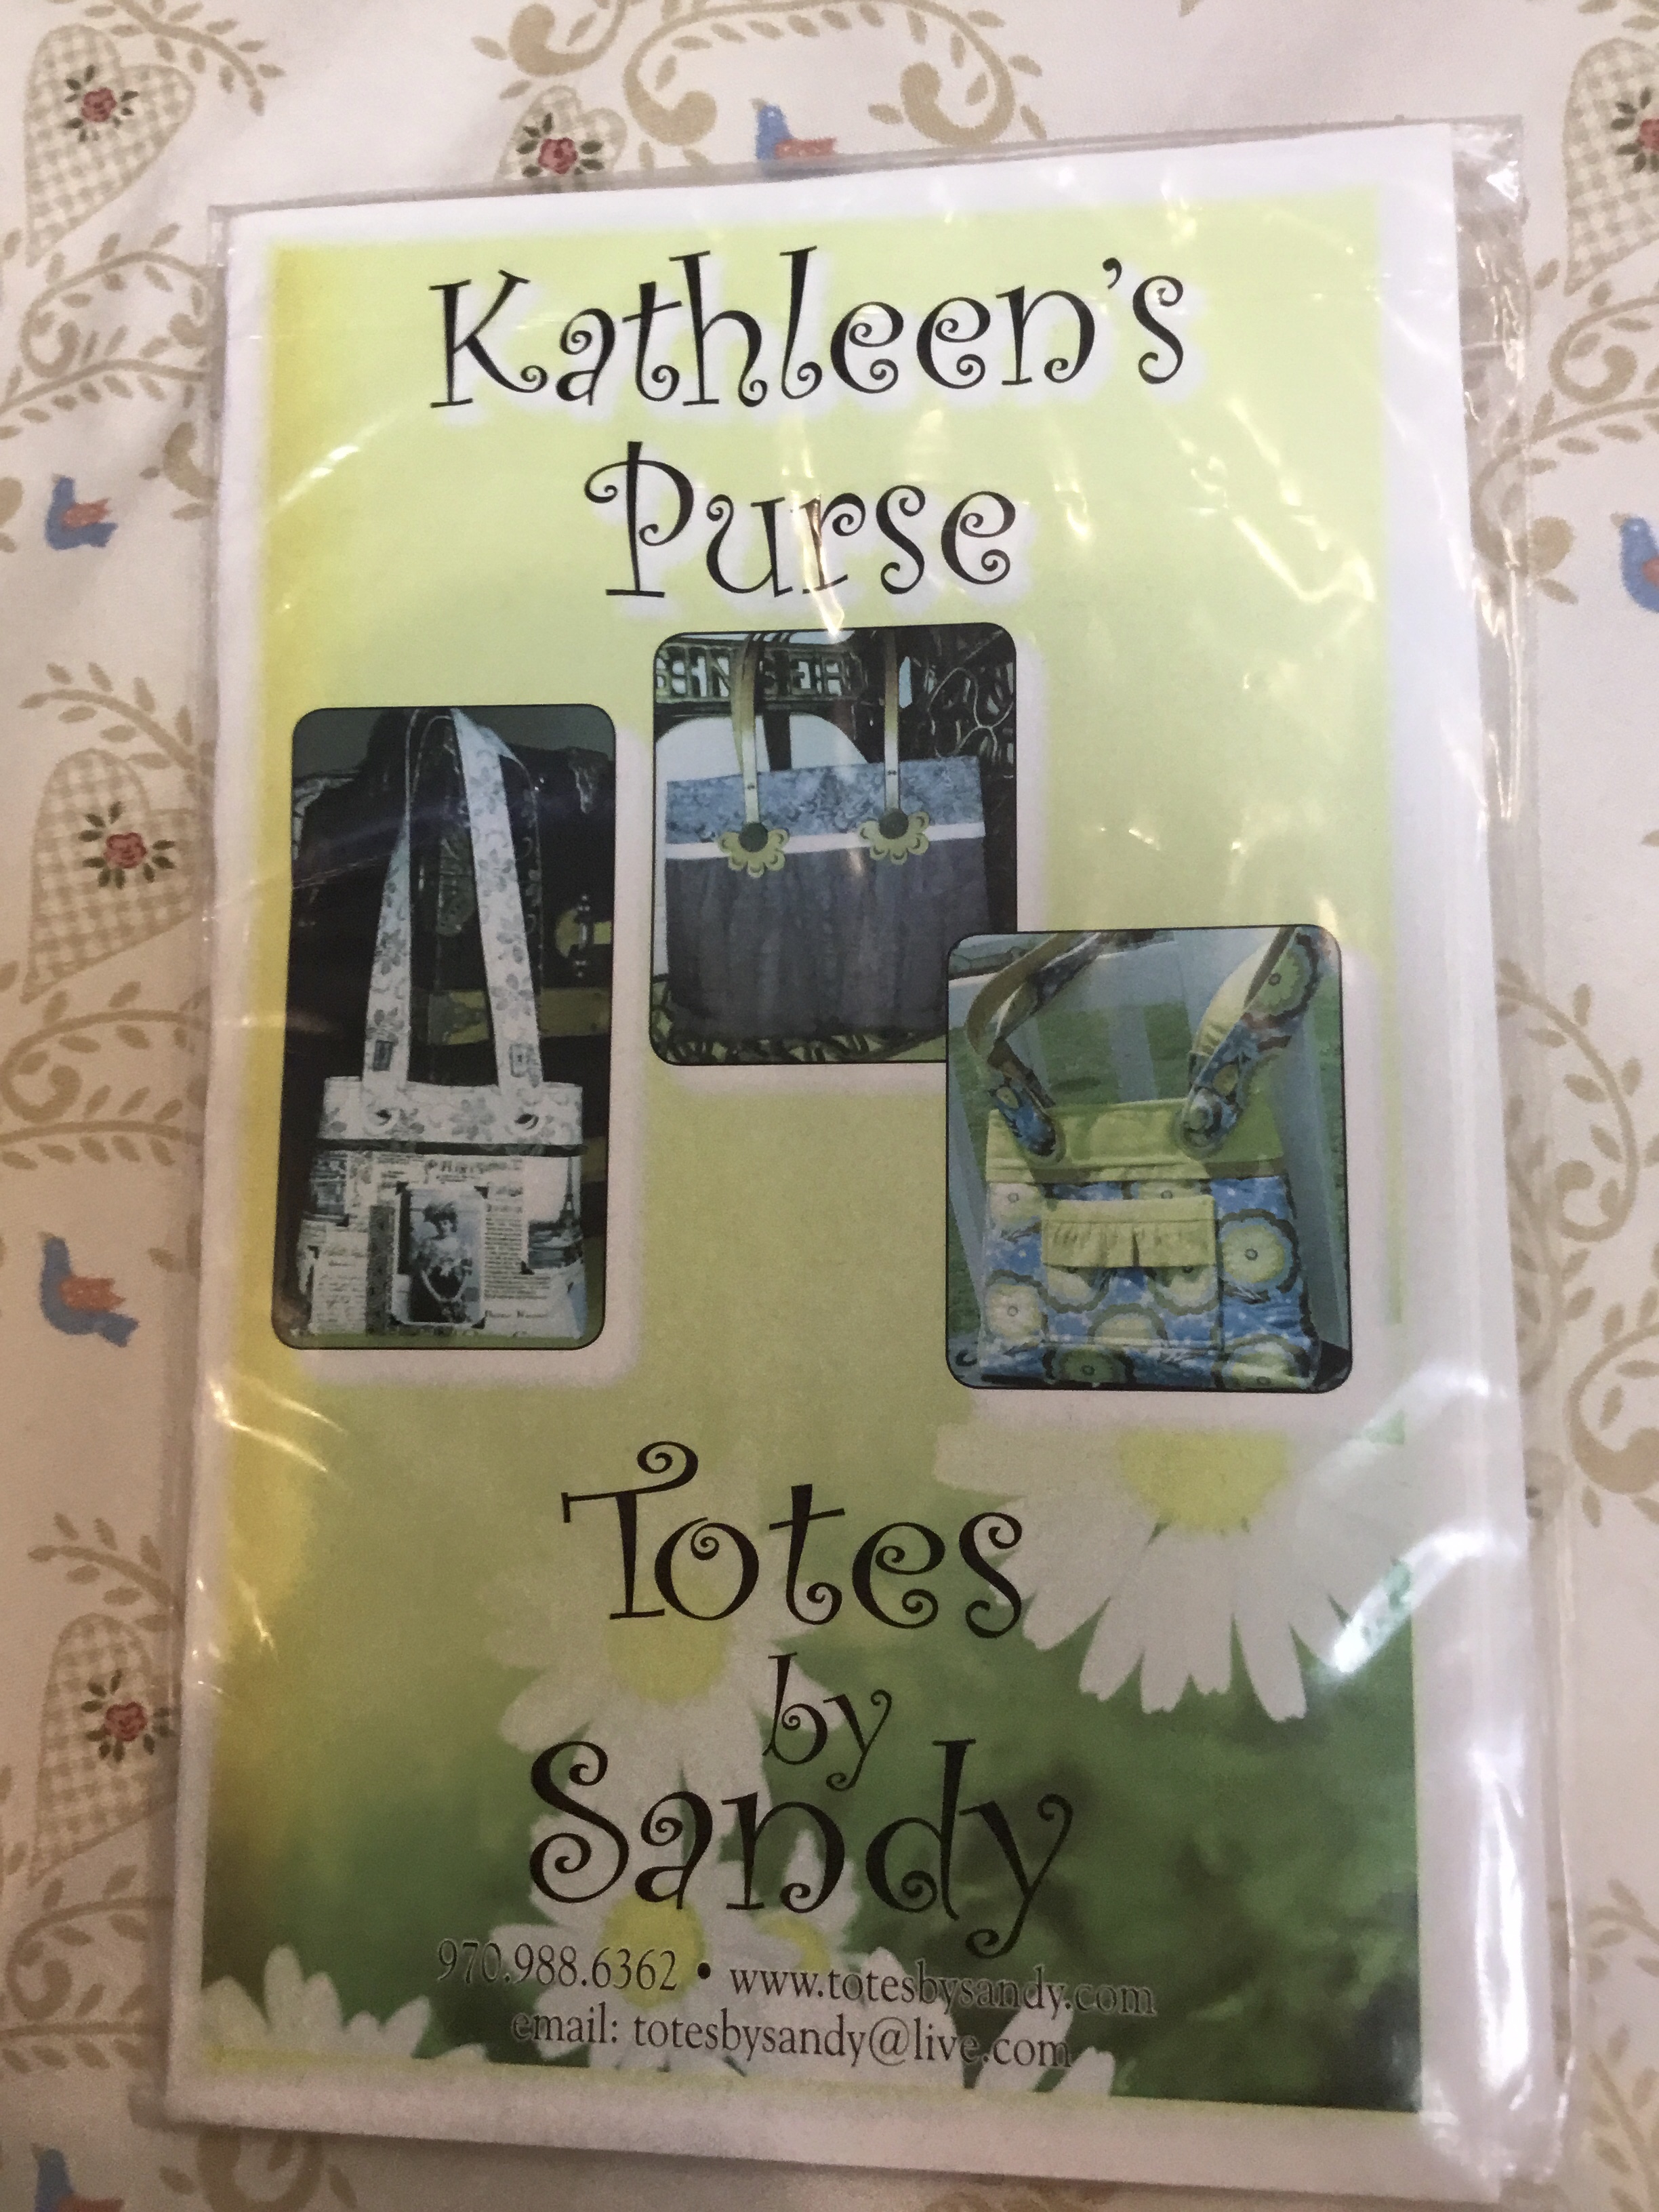 Kathleen's
Purse
Totes
by
Sandy
970.988.6362 • www.totesbysandy.com
email: totesbysandy@live.com